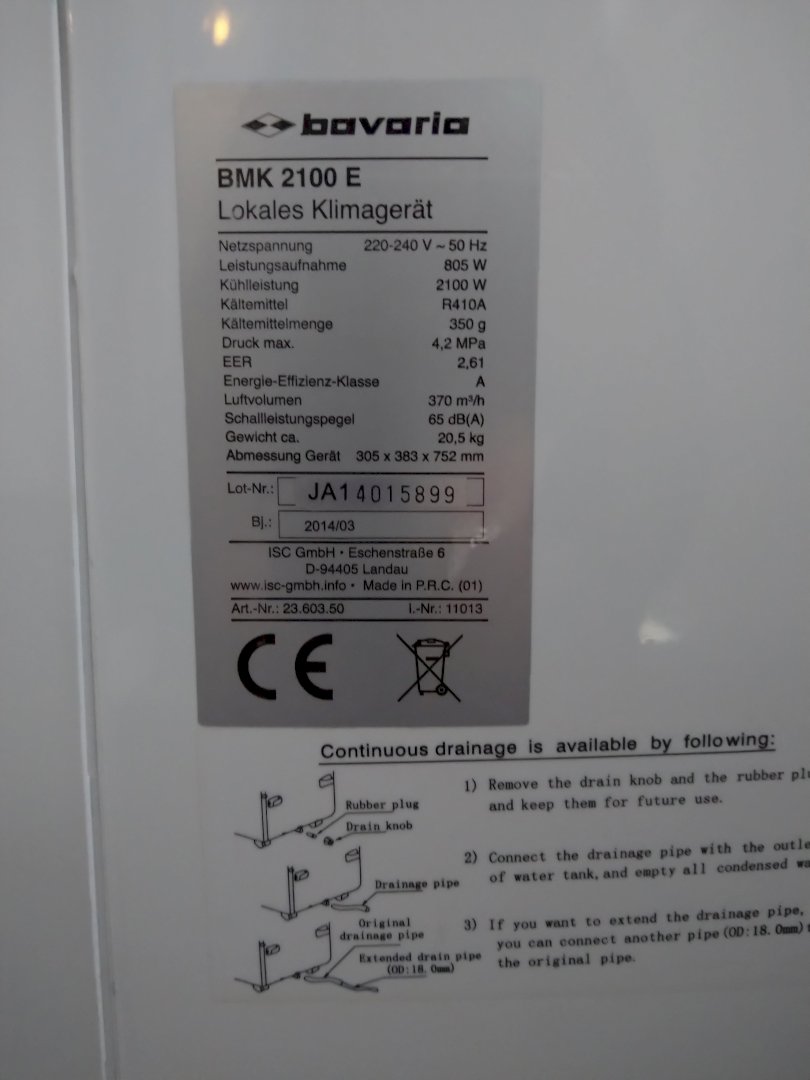 bavaria
BMK 2100 E
Lokales Klimagerät
Netzspannung 220-240 V ~ 50 Hz
Leistungsaufnahme 805 W
Kühlleistung 2100 W
Kältemittel R410A
Kältemittelmenge 350 g
Druck max. 4,2 MPa
EER 2,61
Energie-Effizienz-Klasse A
Luftvolumen 370 m³/h
Schallleistungspegel 65 dB(A)
Gewicht ca. 20,5 kg
Abmessung Gerät 305 x 383 x 752 mm
Lot-Nr.: JA14015899
Bj.: 2014/03
ISC GmbH • Eschenstraße 6
D-94405 Landau
www.isc-gmbh.info • Made in P.R.C. (01)
Art.-Nr.: 23.603.50 I.-Nr.: 11013
CE
Continuous drainage is available by following:
Rubber plug
Drain knob
1) Remove the drain knob and the rubber
and keep them for future use.
Drainage pipe
2) Connect the drainage pipe with the
of water tank, and empty all condensed
Original
drainage pipe
Extended drain pipe
(OD:18.0mm)
3) If you want to extend the drainage pipe,
you can connect another pipe(OD:18.0mm)
the original pipe.